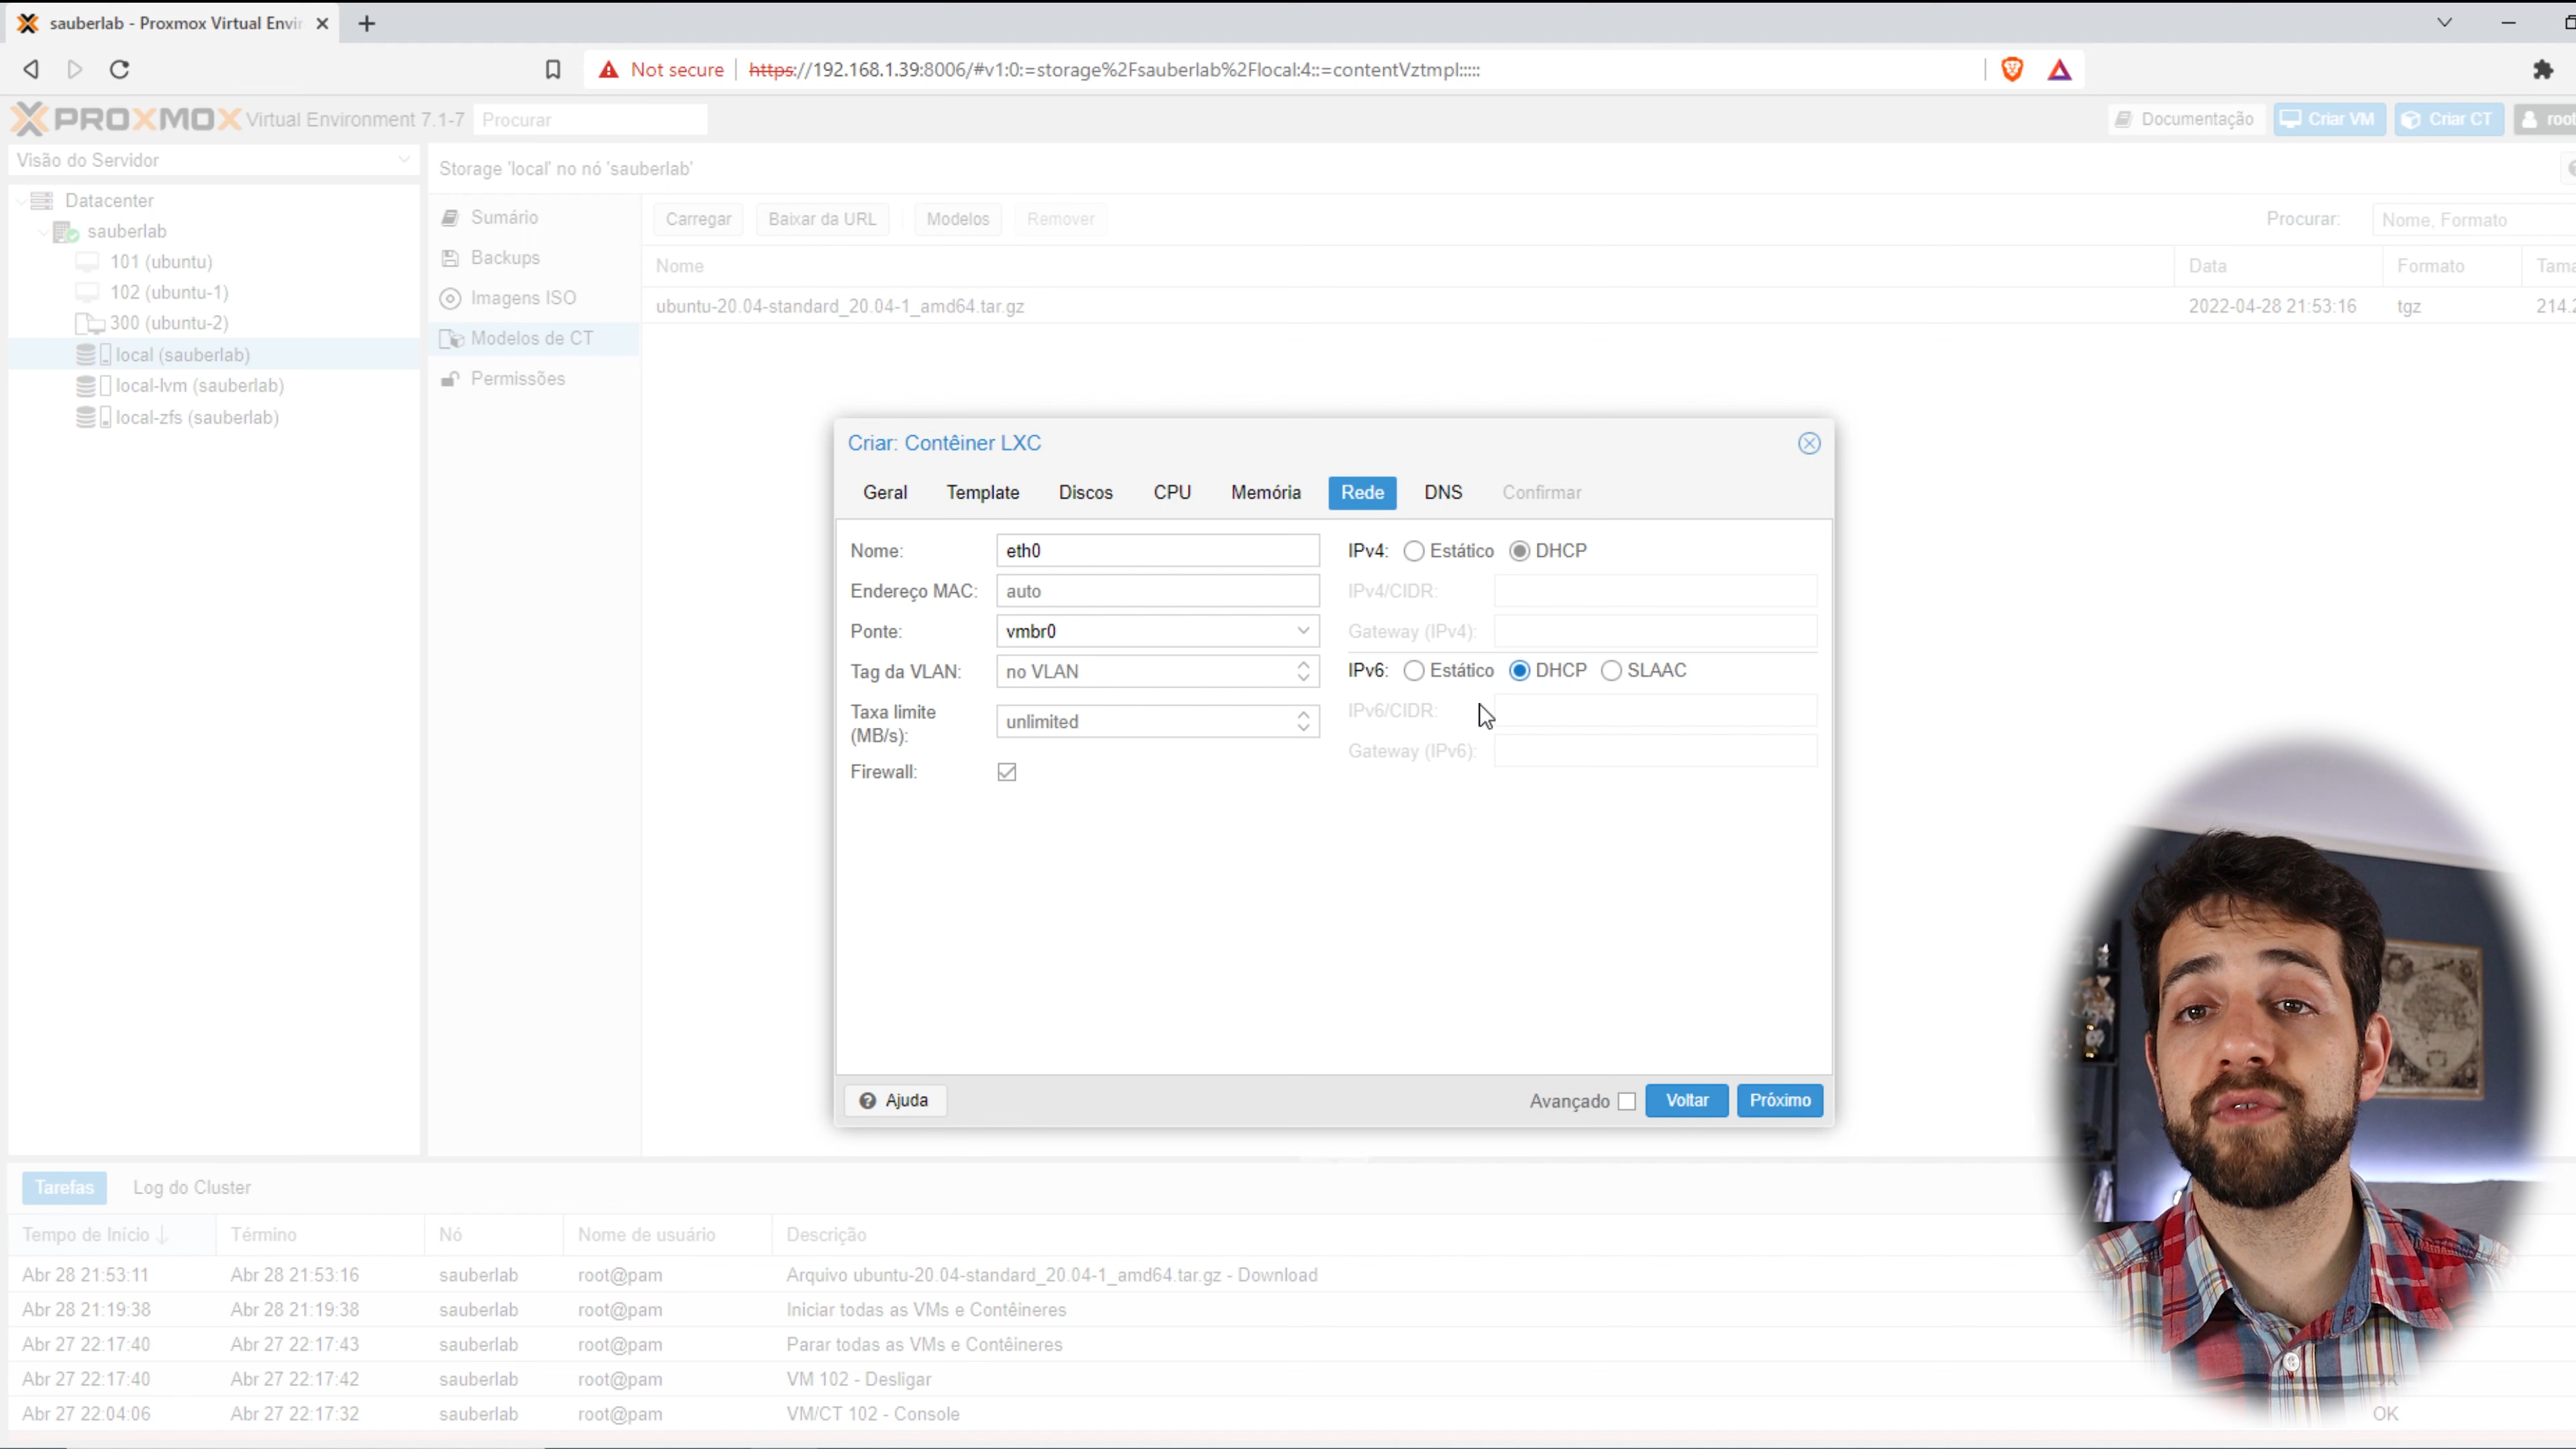 sauberlab - Proxmox Virtual Envir
Not secure https://192.168.1.39:8006/#v1:0:=storage%2Fsauberlab%2Flocal:4::=contentVztmpl:::::
PROXMOX Virtual Environment 7.1-7 Procurar Documentação Criar VM Criar CT root
Visão do Servidor
Storage 'local' no nó 'sauberlab'
Datacenter
sauberlab
101 (ubuntu)
102 (ubuntu-1)
300 (ubuntu-2)
local (sauberlab)
local-lvm (sauberlab)
local-zfs (sauberlab)
Sumário
Backups
Imagens ISO
Modelos de CT
Permissões
Carregar Baixar da URL Modelos Remover Procurar: Nome, Formato
Nome Data Formato
ubuntu-20.04-standard_20.04-1_amd64.tar.gz 2022-04-28 21:53:16 tgz
Criar: Contêiner LXC
Geral Template Discos CPU Memória Rede DNS Confirmar
Nome: eth0
Endereço MAC: auto
Ponte: vmbr0
Tag da VLAN: no VLAN
Taxa limite
(MB/s): unlimited
Firewall:
IPv4: Estático DHCP
IPv4/CIDR:
Gateway (IPv4):
IPv6: Estático DHCP SLAAC
IPv6/CIDR:
Gateway (IPv6):
Ajuda Avançado Voltar Próximo
Tarefas Log do Cluster
Tempo de Início Término Nó Nome de usuário Descrição
Abr 28 21:53:11 Abr 28 21:53:16 sauberlab root@pam Arquivo ubuntu-20.04-standard_20.04-1_amd64.tar.gz - Download
Abr 28 21:19:38 Abr 28 21:19:38 sauberlab root@pam Iniciar todas as VMs e Contêineres
Abr 27 22:17:40 Abr 27 22:17:43 sauberlab root@pam Parar todas as VMs e Contêineres
Abr 27 22:17:40 Abr 27 22:17:42 sauberlab root@pam VM 102 - Desligar
Abr 27 22:04:06 Abr 27 22:17:32 sauberlab root@pam VM/CT 102 - Console OK